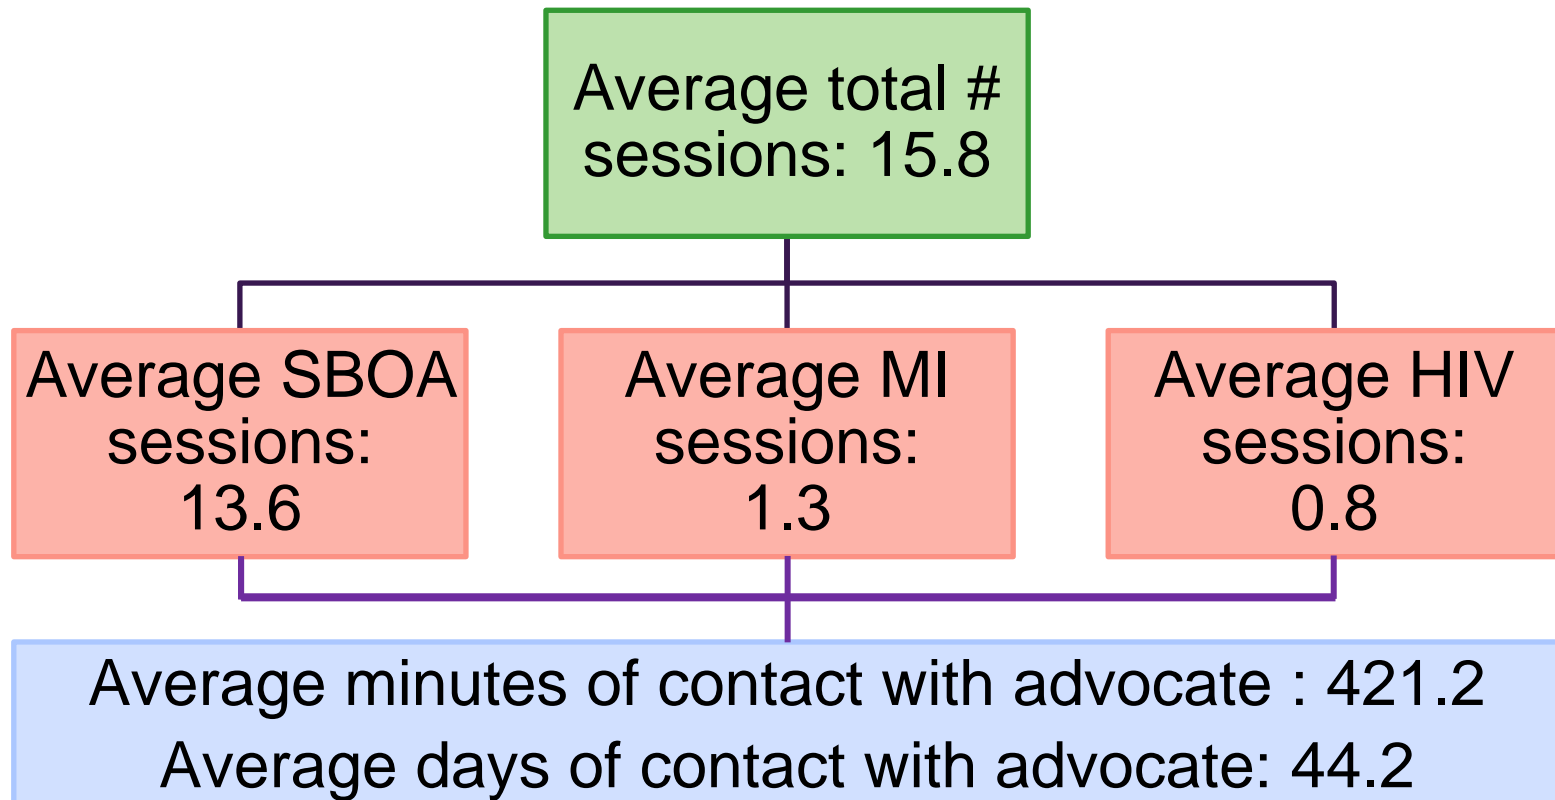 Average total #
sessions: 15.8
Average SBOA
sessions:
13.6
Average MI
sessions:
1.3
Average HIV
sessions:
0.8
Average minutes of contact with advocate : 421.2
Average days of contact with advocate: 44.2